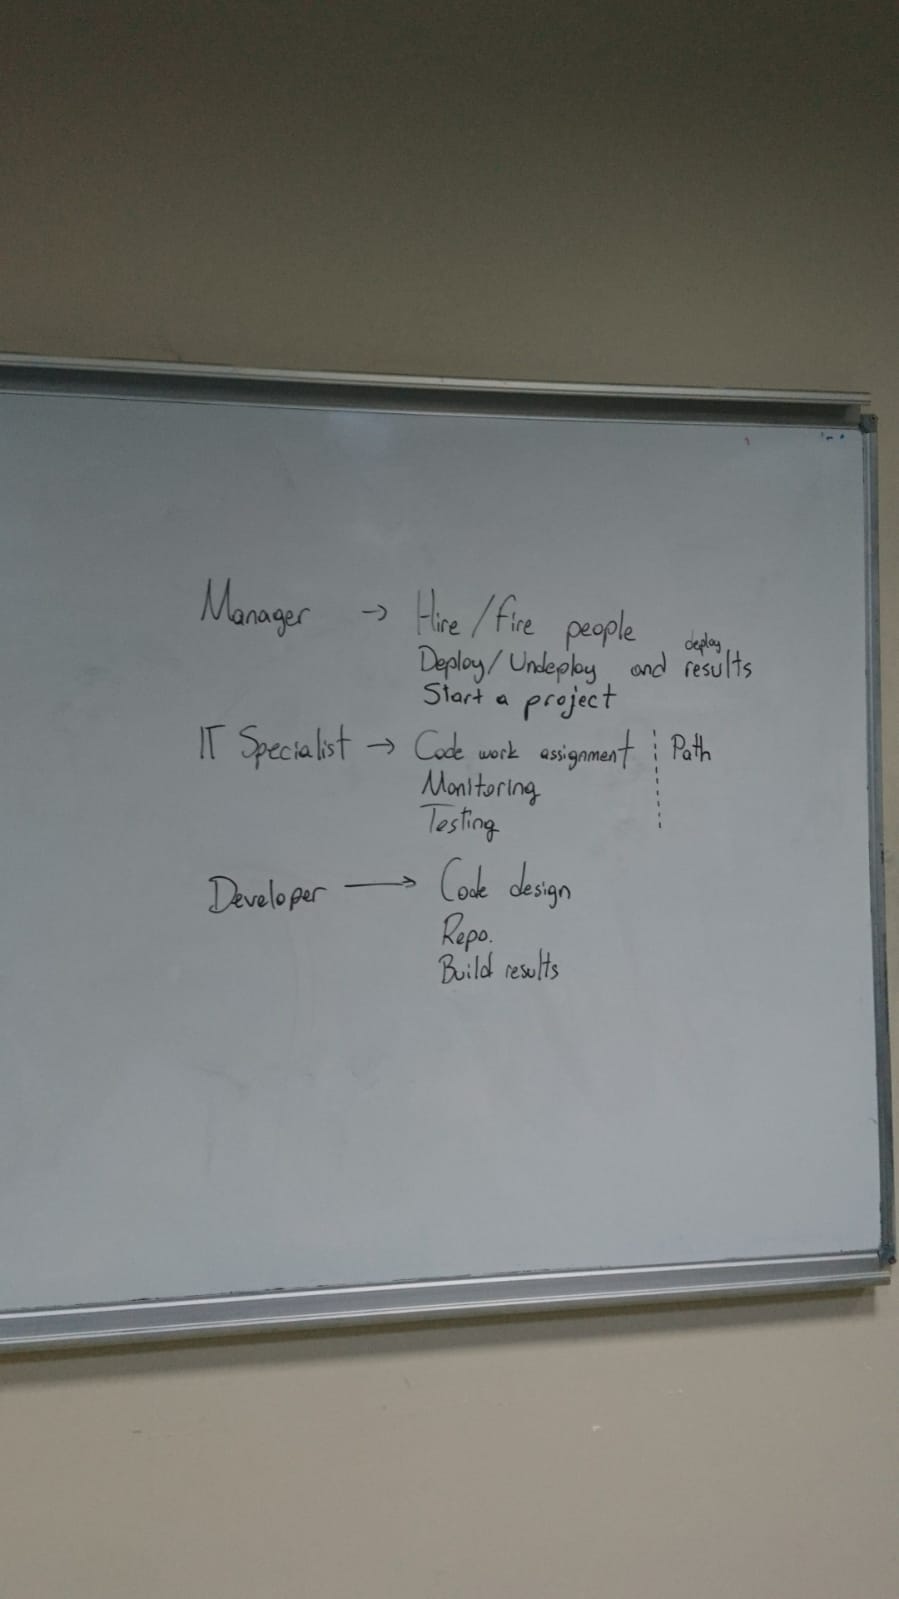 Manager → Hire/fire people
deploy
Deploy/Undeploy and results
Start a project
IT Specialist → Code work assignment ¦ Path
Monitoring
Testing
Developer → Code design
Repo.
Build results